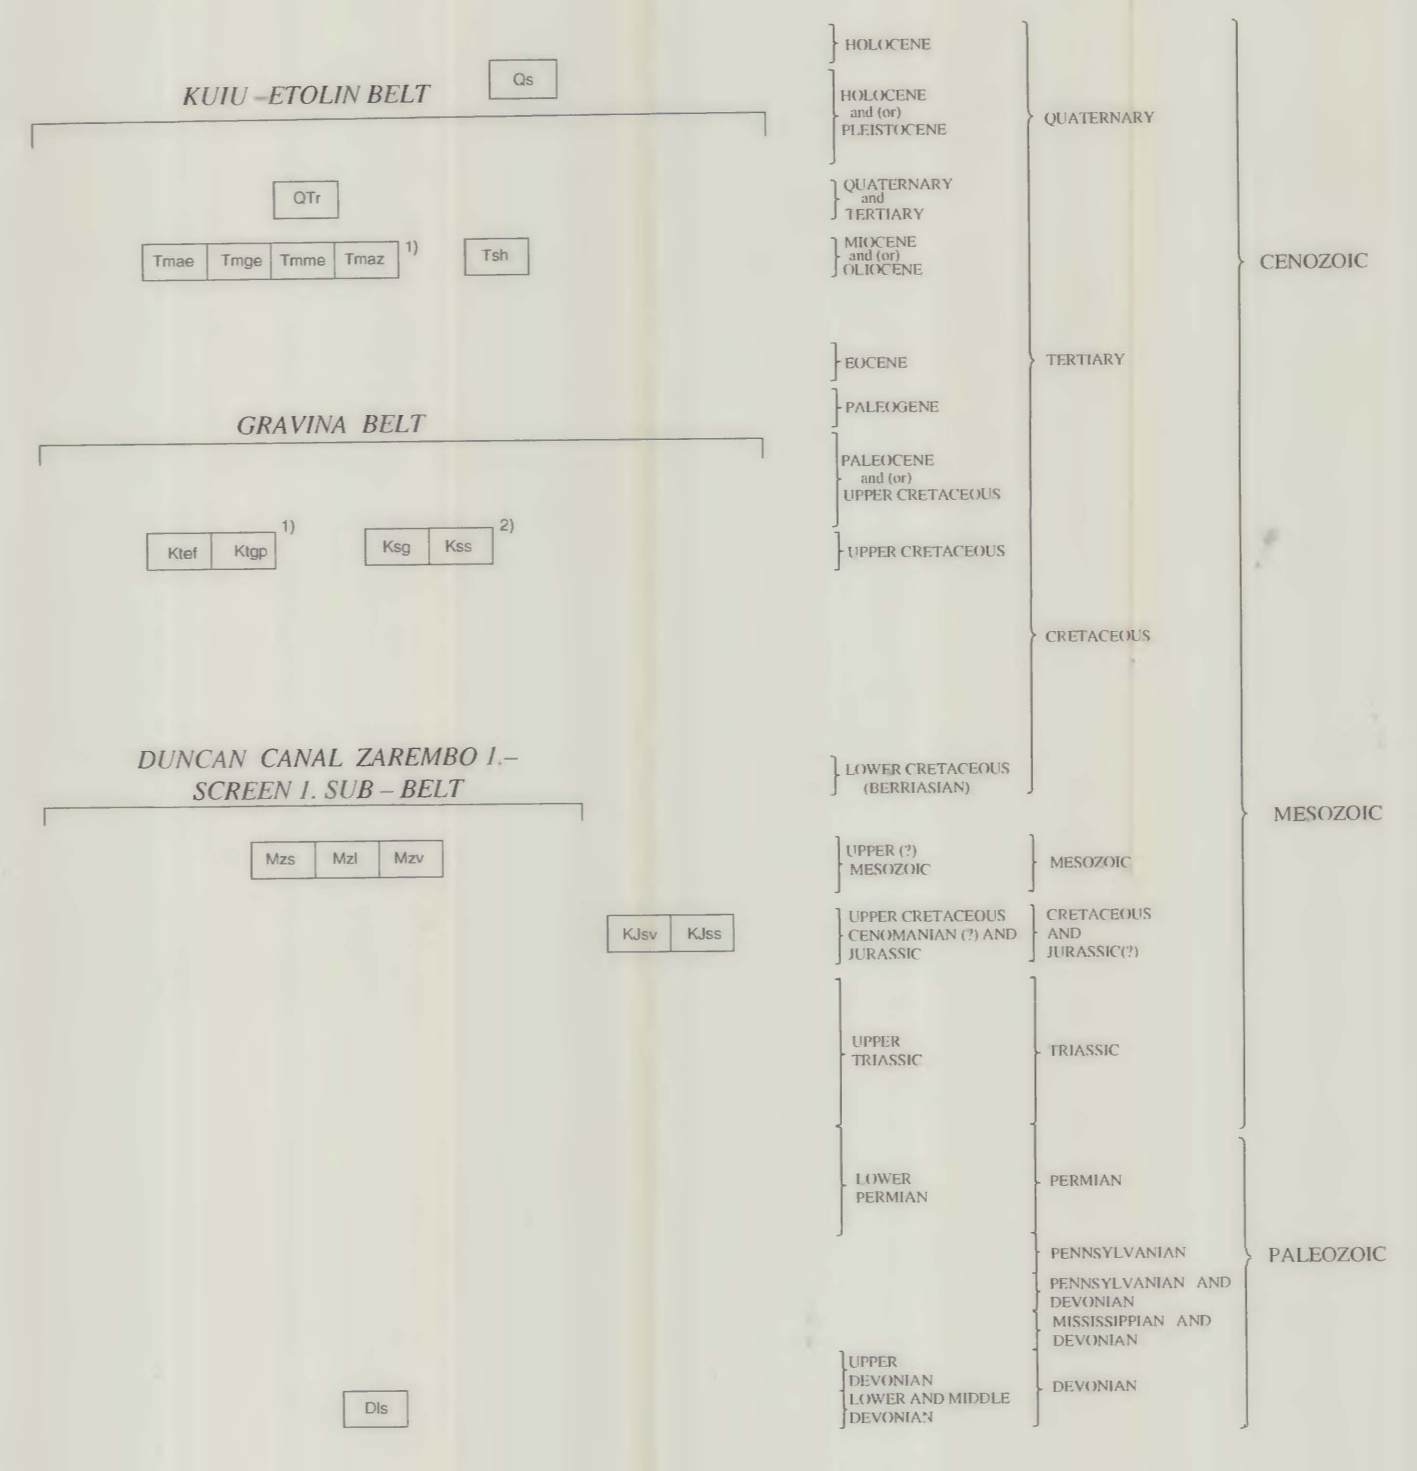 HOLOCENE
Qs
KUIU –ETOLIN BELT
HOLOCENE
and (or)
PLEISTOCENE
QUATERNARY
QTr
QUATERNARY
and
TERTIARY
Tmae Tmge Tmme Tmaz 1)
Tsh
MIOCENE
and (or)
OLIOCENE
CENOZOIC
EOCENE
TERTIARY
PALEOGENE
GRAVINA BELT
PALEOCENE
and (or)
UPPER CRETACEOUS
Ktef Ktgp 1)
Ksg Kss 2)
UPPER CRETACEOUS
CRETACEOUS
DUNCAN CANAL ZAREMBO 1.–
SCREEN 1. SUB – BELT
LOWER CRETACEOUS
(BERRIASIAN)
MESOZOIC
Mzs Mzl Mzv
UPPER (?)
MESOZOIC
MESOZOIC
KJsv KJss
UPPER CRETACEOUS
CENOMANIAN (?) AND
JURASSIC
CRETACEOUS
AND
JURASSIC(?)
UPPER
TRIASSIC
TRIASSIC
LOWER
PERMIAN
PERMIAN
PENNSYLVANIAN
PALEOZOIC
PENNSYLVANIAN AND
DEVONIAN
MISSISSIPPIAN AND
DEVONIAN
UPPER
DEVONIAN
LOWER AND MIDDLE
DEVONIAN
DEVONIAN
Dls